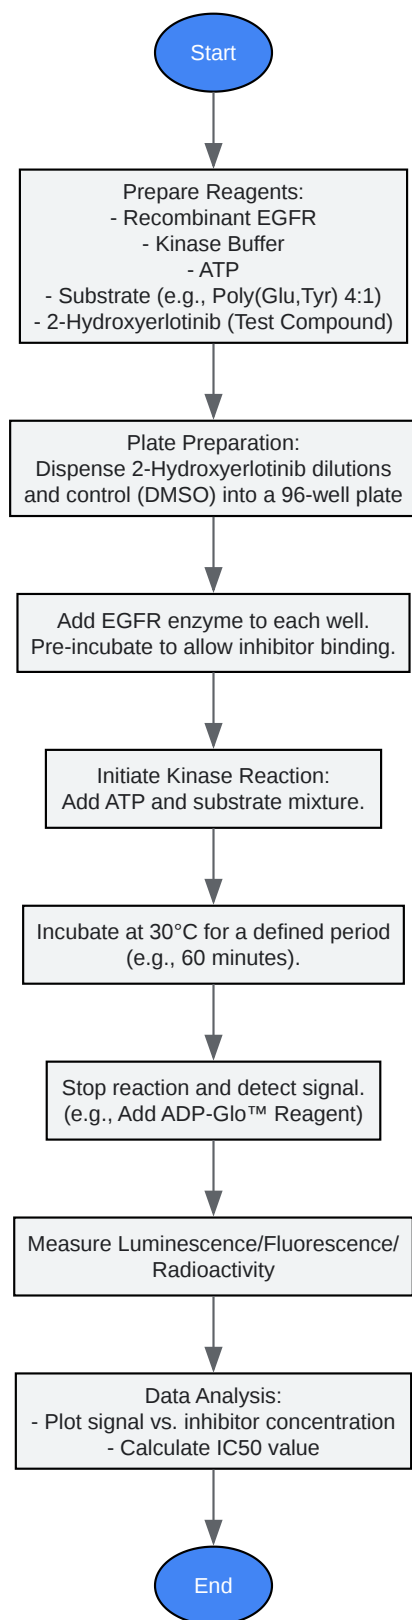 Start
Prepare Reagents:
- Recombinant EGFR
- Kinase Buffer
- ATP
- Substrate (e.g., Poly(Glu,Tyr) 4:1)
- 2-Hydroxyerlotinib (Test Compound)
Plate Preparation:
Dispense 2-Hydroxyerlotinib dilutions
and control (DMSO) into a 96-well plate
Add EGFR enzyme to each well.
Pre-incubate to allow inhibitor binding.
Initiate Kinase Reaction:
Add ATP and substrate mixture.
Incubate at 30°C for a defined period
(e.g., 60 minutes).
Stop reaction and detect signal.
(e.g., Add ADP-Glo™ Reagent)
Measure Luminescence/Fluorescence/
Radioactivity
Data Analysis:
- Plot signal vs. inhibitor concentration
- Calculate IC50 value
End